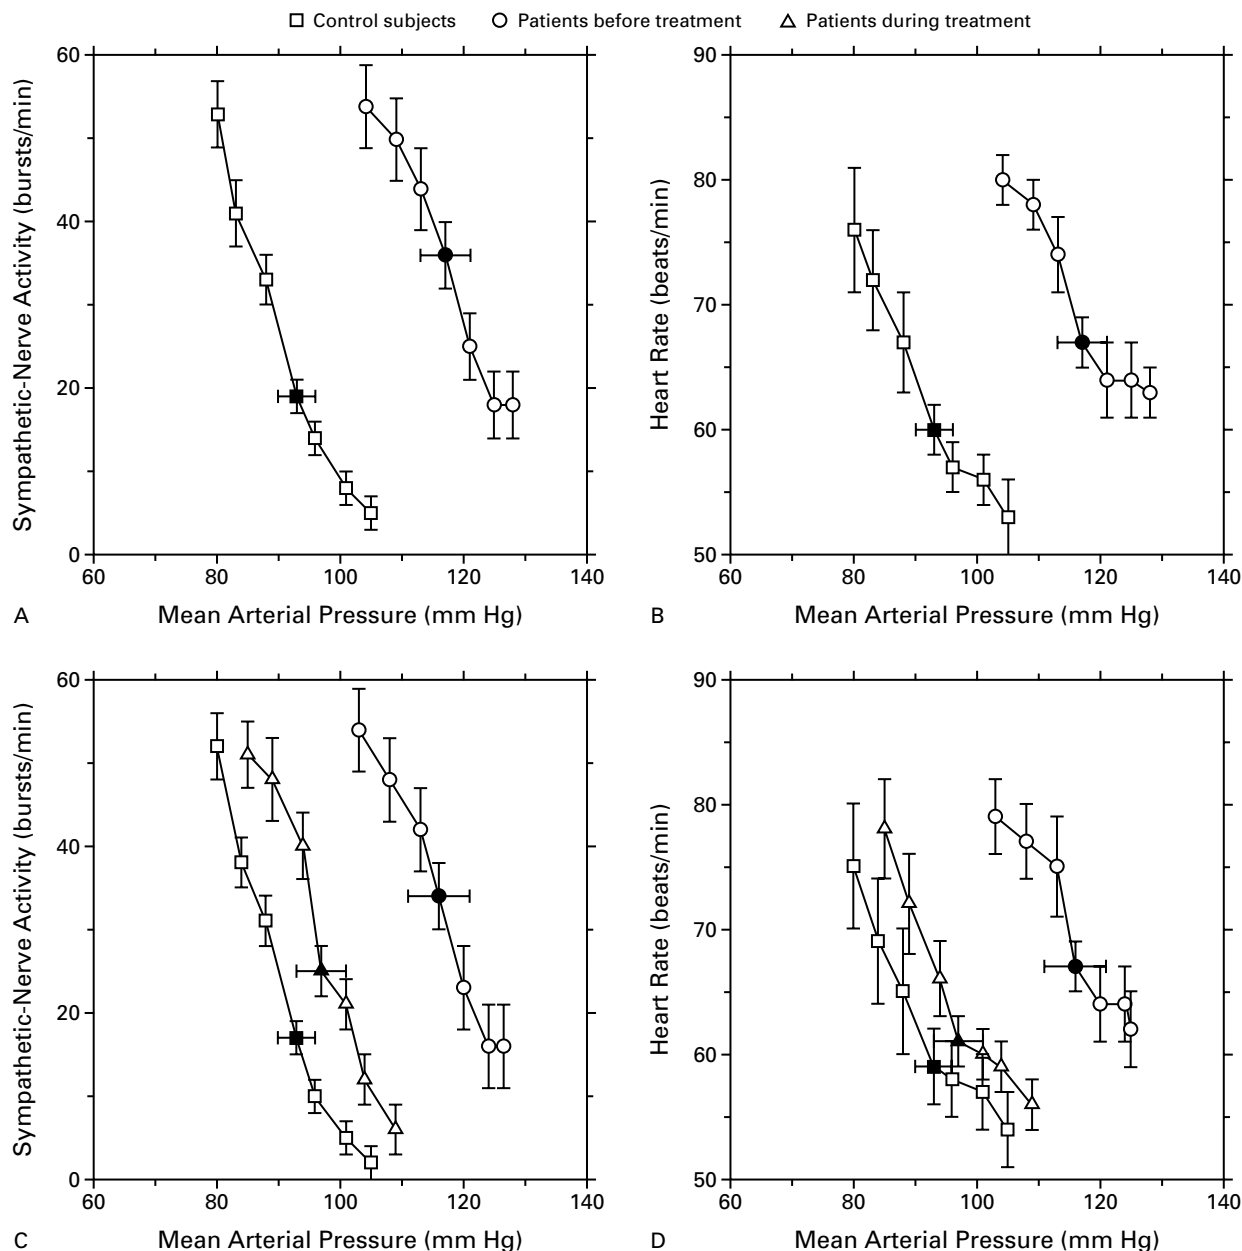 Control subjects Patients before treatment Patients during treatment
Sympathetic-Nerve Activity (bursts/min)
60
40
20
0
60 80 100 120 140
A Mean Arterial Pressure (mm Hg)
Heart Rate (beats/min)
90
80
70
60
50
60 80 100 120 140
B Mean Arterial Pressure (mm Hg)
Sympathetic-Nerve Activity (bursts/min)
60
40
20
0
60 80 100 120 140
C Mean Arterial Pressure (mm Hg)
Heart Rate (beats/min)
90
80
70
60
50
60 80 100 120 140
D Mean Arterial Pressure (mm Hg)